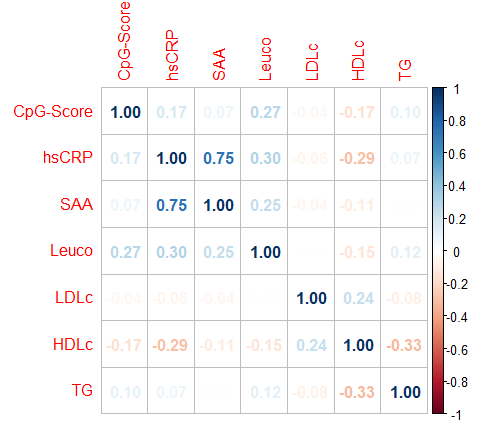 CpG-Score hsCRP SAA Leuco LDLc HDLc TG
CpG-Score 1.00 0.17 0.07 0.27 -0.04 -0.17 0.10
hsCRP 0.17 1.00 0.75 0.30 -0.06 -0.29 0.07
SAA 0.07 0.75 1.00 0.25 -0.04 -0.11
Leuco 0.27 0.30 0.25 1.00 -0.15 0.12
LDLc -0.04 -0.06 -0.04 1.00 0.24 -0.08
HDLc -0.17 -0.29 -0.11 -0.15 0.24 1.00 -0.33
TG 0.10 0.07 0.12 -0.08 -0.33 1.00
1
0.8
0.6
0.4
0.2
0
-0.2
-0.4
-0.6
-0.8
-1